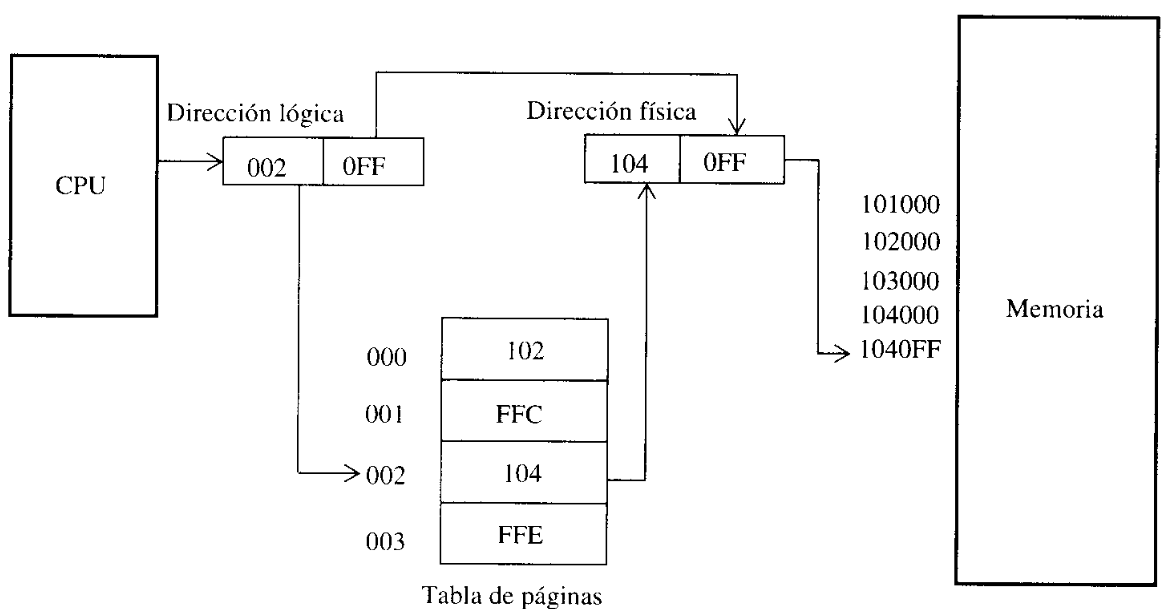 Dirección lógica
Dirección física
CPU
002
0FF
104
0FF
101000
102000
103000
104000
1040FF
Memoria
000
102
001
FFC
002
104
003
FFE
Tabla de páginas